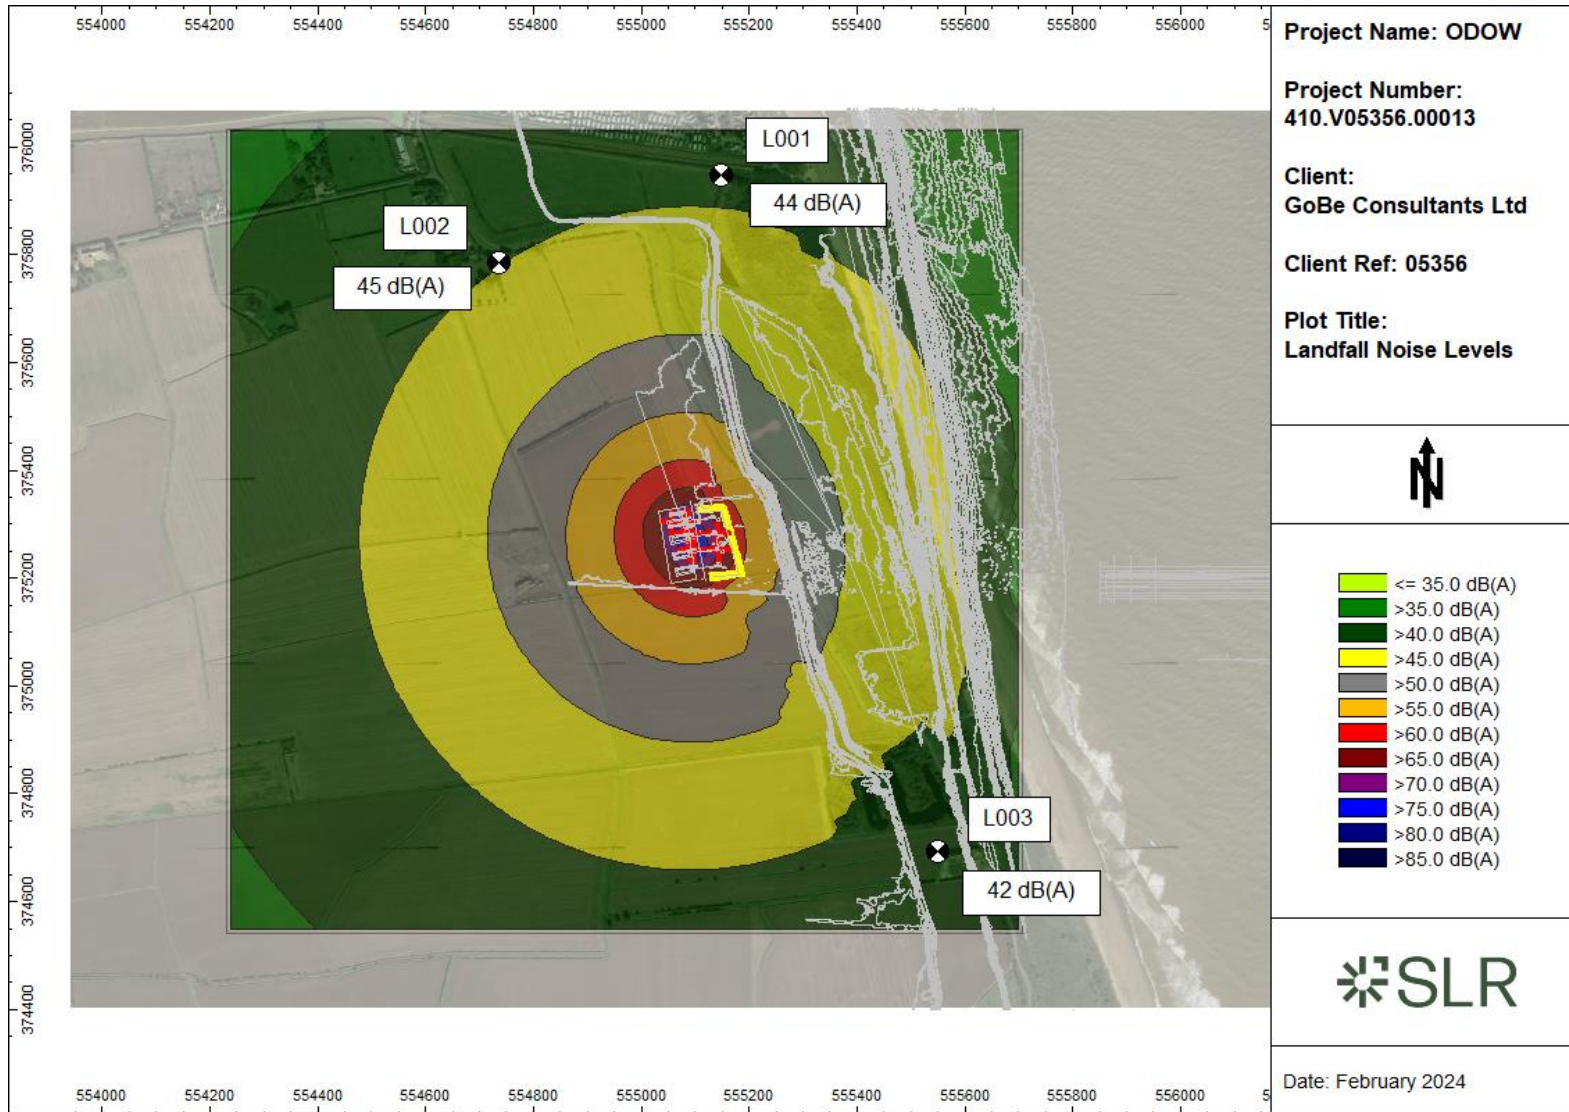 554000 554200 554400 554600 554800 555000 555200 555400 555600 555800 556000 5
376000
375800
375600
375400
375200
375000
374800
374600
374400
L001
44 dB(A)
L002
45 dB(A)
L003
42 dB(A)
554000 554200 554400 554600 554800 555000 555200 555400 555600 555800 556000
Project Name: ODOW
Project Number:
410.V05356.00013
Client:
GoBe Consultants Ltd
Client Ref: 05356
Plot Title:
Landfall Noise Levels
N
<= 35.0 dB(A)
>35.0 dB(A)
>40.0 dB(A)
>45.0 dB(A)
>50.0 dB(A)
>55.0 dB(A)
>60.0 dB(A)
>65.0 dB(A)
>70.0 dB(A)
>75.0 dB(A)
>80.0 dB(A)
>85.0 dB(A)
SLR
Date: February 2024